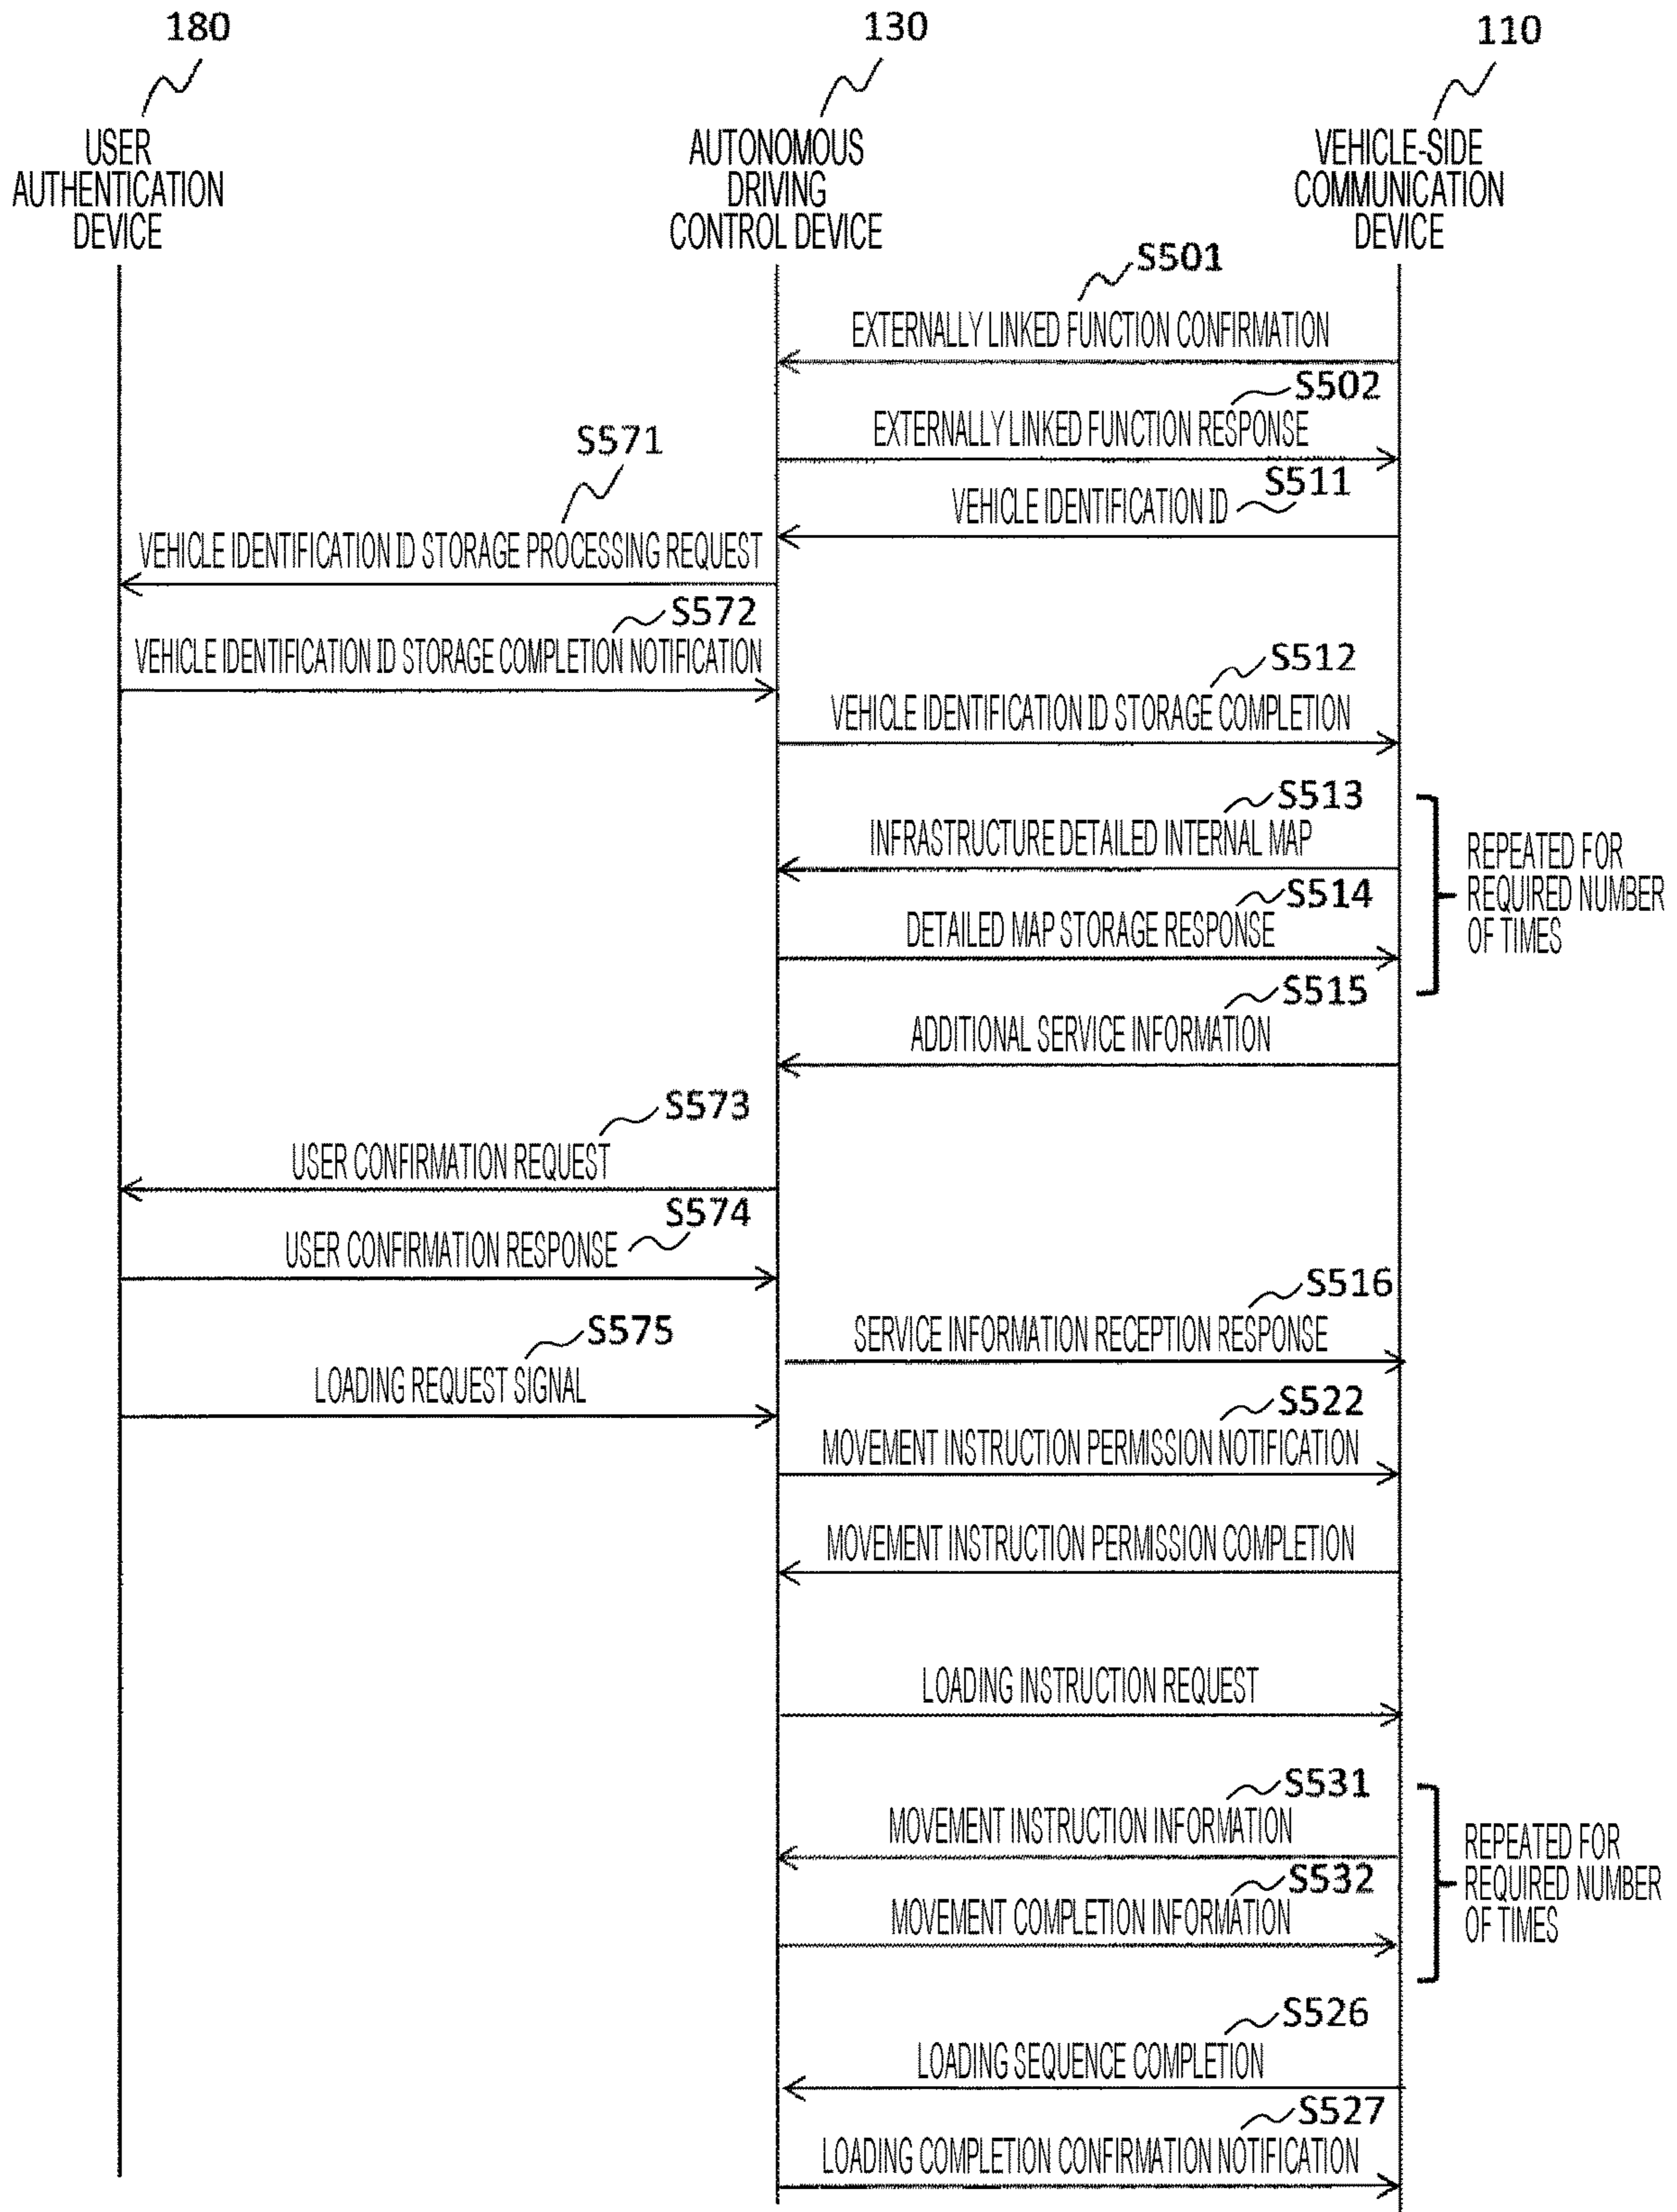 180
130
110
USER
AUTHENTICATION
DEVICE
AUTONOMOUS
DRIVING
CONTROL DEVICE
VEHICLE-SIDE
COMMUNICATION
DEVICE
S501
EXTERNALLY LINKED FUNCTION CONFIRMATION
S502
EXTERNALLY LINKED FUNCTION RESPONSE
S511
VEHICLE IDENTIFICATION ID
S571
VEHICLE IDENTIFICATION ID STORAGE PROCESSING REQUEST
S572
VEHICLE IDENTIFICATION ID STORAGE COMPLETION NOTIFICATION
S512
VEHICLE IDENTIFICATION ID STORAGE COMPLETION
S513
INFRASTRUCTURE DETAILED INTERNAL MAP
S514
DETAILED MAP STORAGE RESPONSE
REPEATED FOR
REQUIRED NUMBER
OF TIMES
S515
ADDITIONAL SERVICE INFORMATION
S573
USER CONFIRMATION REQUEST
S574
USER CONFIRMATION RESPONSE
S516
SERVICE INFORMATION RECEPTION RESPONSE
S575
LOADING REQUEST SIGNAL
S522
MOVEMENT INSTRUCTION PERMISSION NOTIFICATION
MOVEMENT INSTRUCTION PERMISSION COMPLETION
LOADING INSTRUCTION REQUEST
S531
MOVEMENT INSTRUCTION INFORMATION
S532
MOVEMENT COMPLETION INFORMATION
REPEATED FOR
REQUIRED NUMBER
OF TIMES
S526
LOADING SEQUENCE COMPLETION
S527
LOADING COMPLETION CONFIRMATION NOTIFICATION